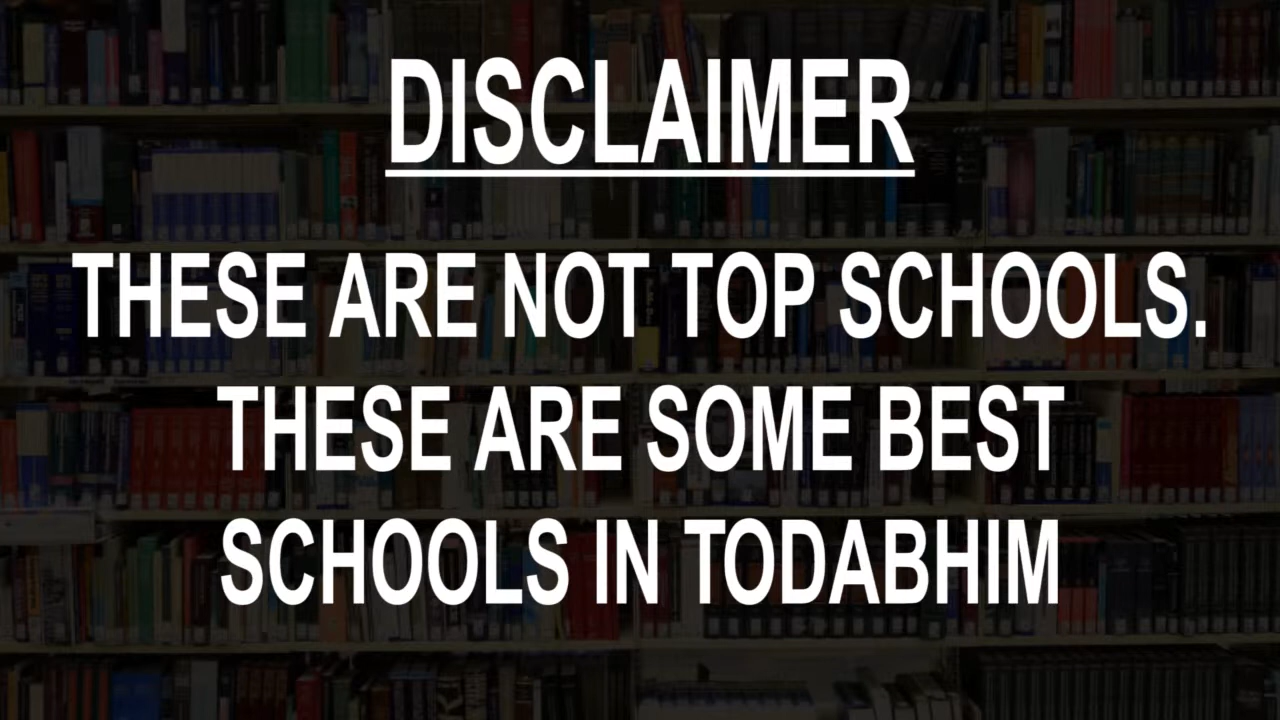 DISCLAIMER
THESE ARE NOT TOP SCHOOLS.
THESE ARE SOME BEST
SCHOOLS IN TODABHIM